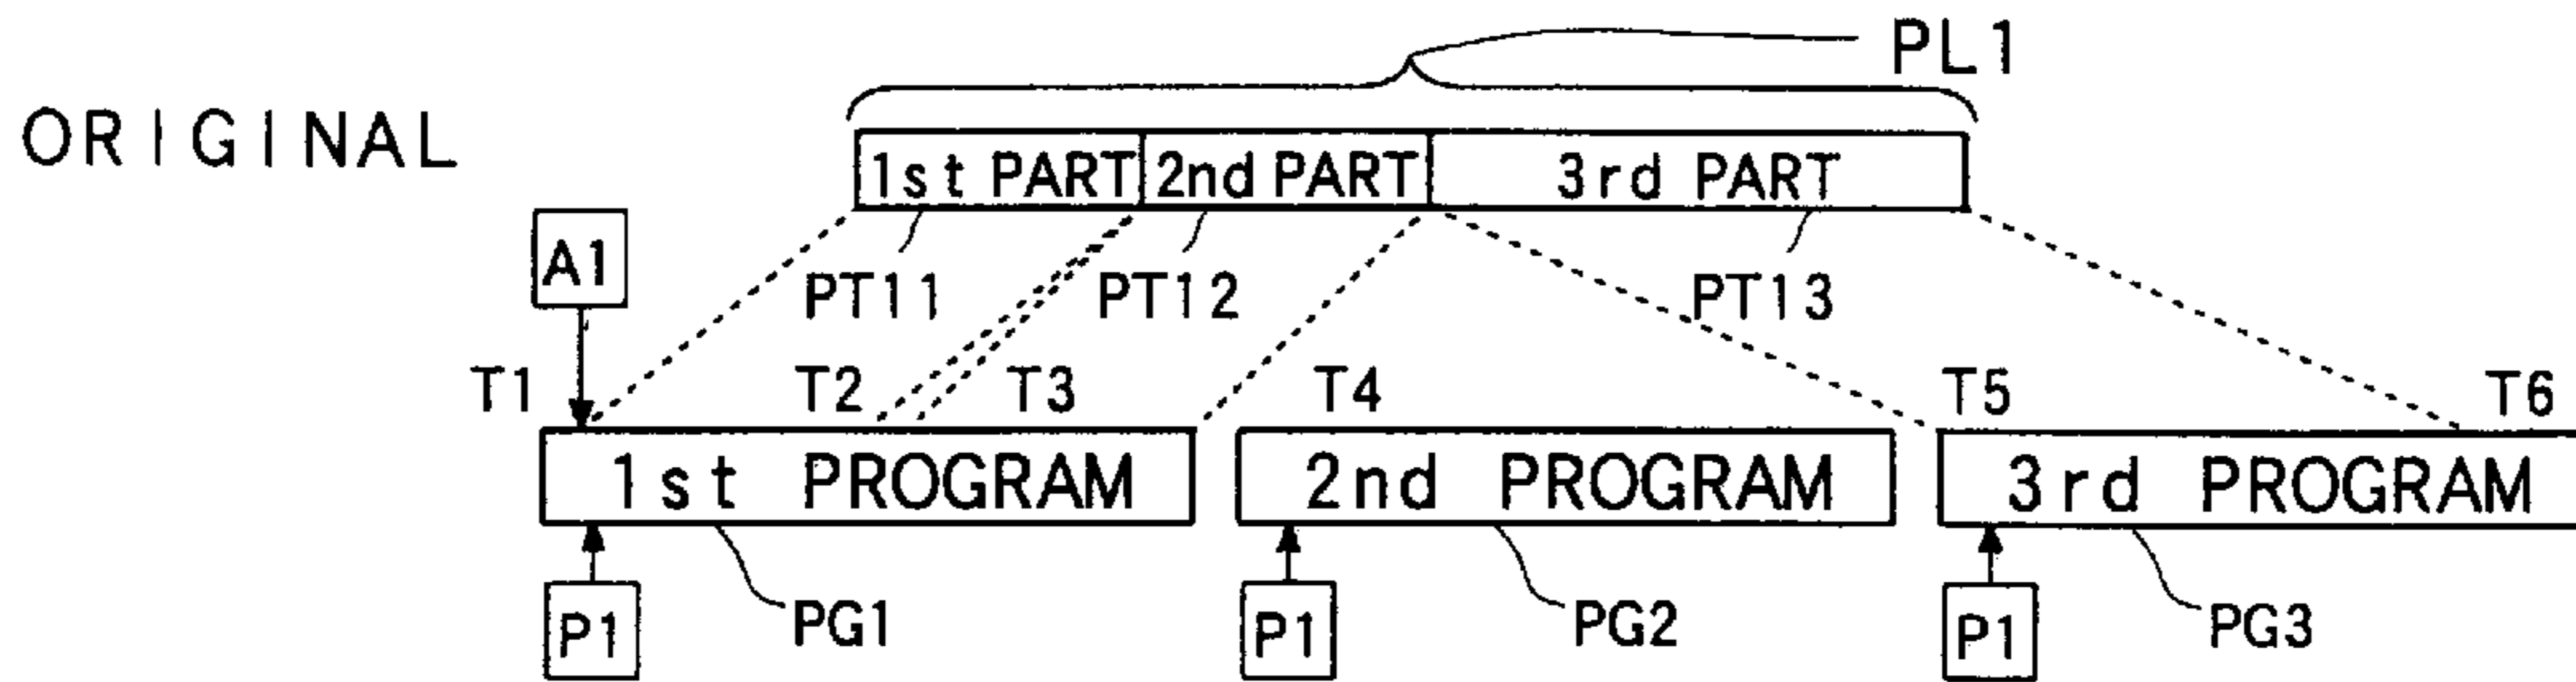 PL1
ORIGINAL
1st PART 2nd PART 3rd PART
A1
PT11 PT12 PT13
T1 T2 T3 T4 T5 T6
1st PROGRAM 2nd PROGRAM 3rd PROGRAM
P1 PG1 P1 PG2 P1 PG3